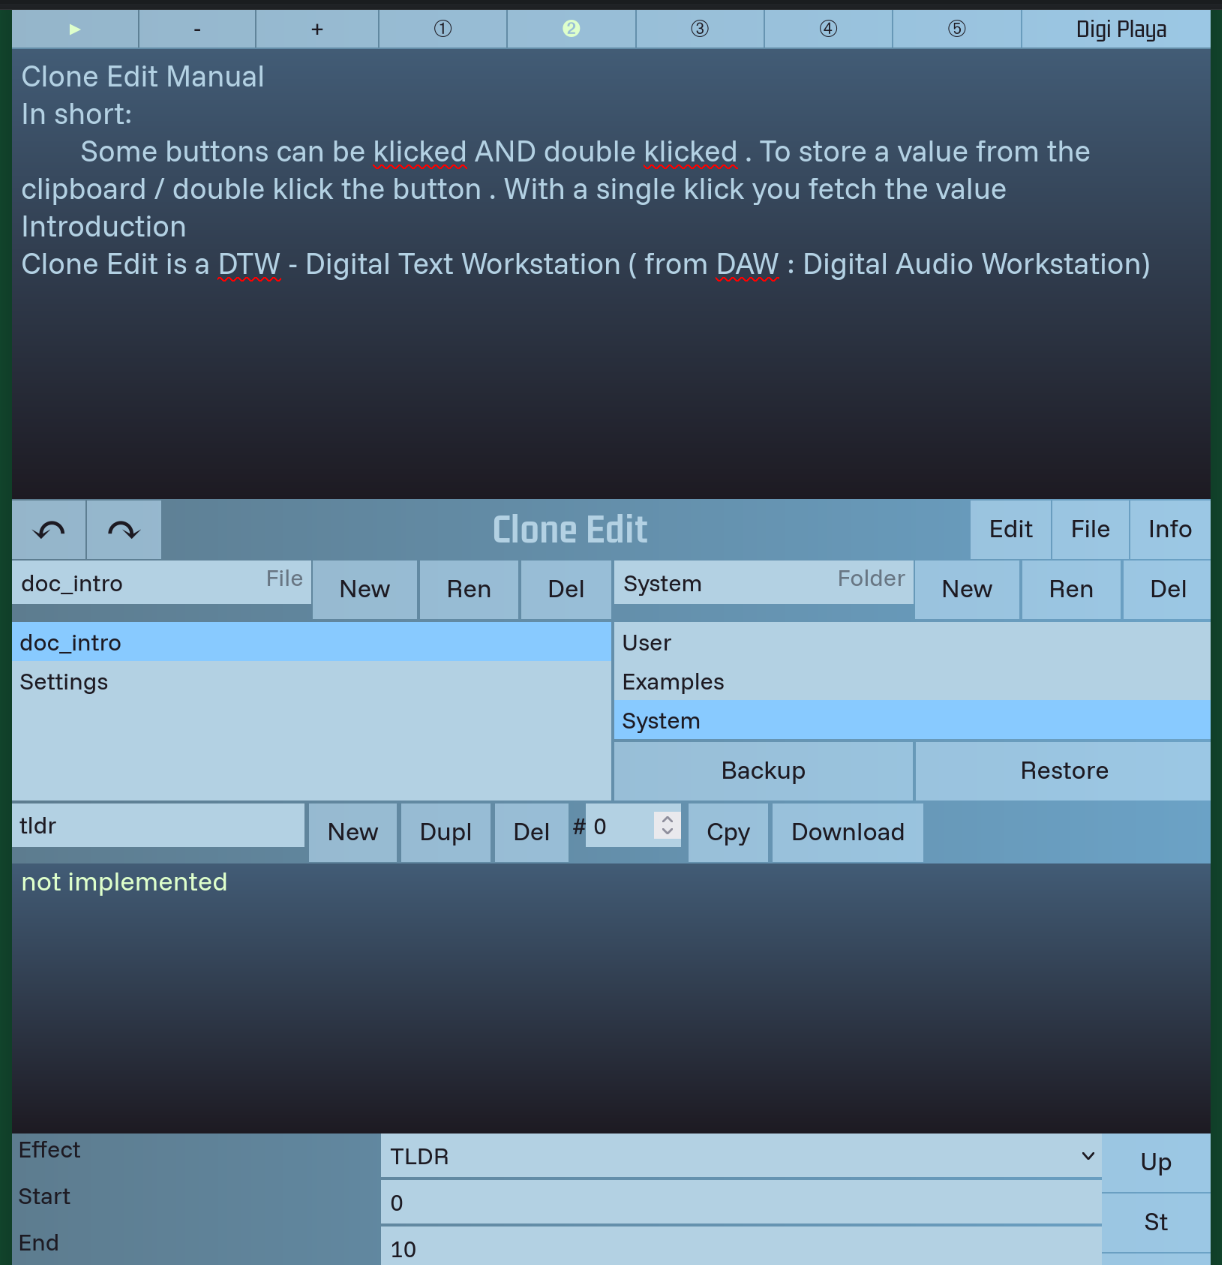 ► - + ① ❷ ③ ④ ⑤ Digi Playa
Clone Edit Manual
In short:
Some buttons can be klicked AND double klicked . To store a value from the
clipboard / double klick the button . With a single klick you fetch the value
Introduction
Clone Edit is a DTW - Digital Text Workstation ( from DAW : Digital Audio Workstation)
Clone Edit Edit File Info
doc_intro File New Ren Del System Folder New Ren Del
doc_intro User
Settings Examples
System
Backup Restore
tldr New Dupl Del # 0 Cpy Download
not implemented
Effect TLDR Up
Start 0 St
End 10